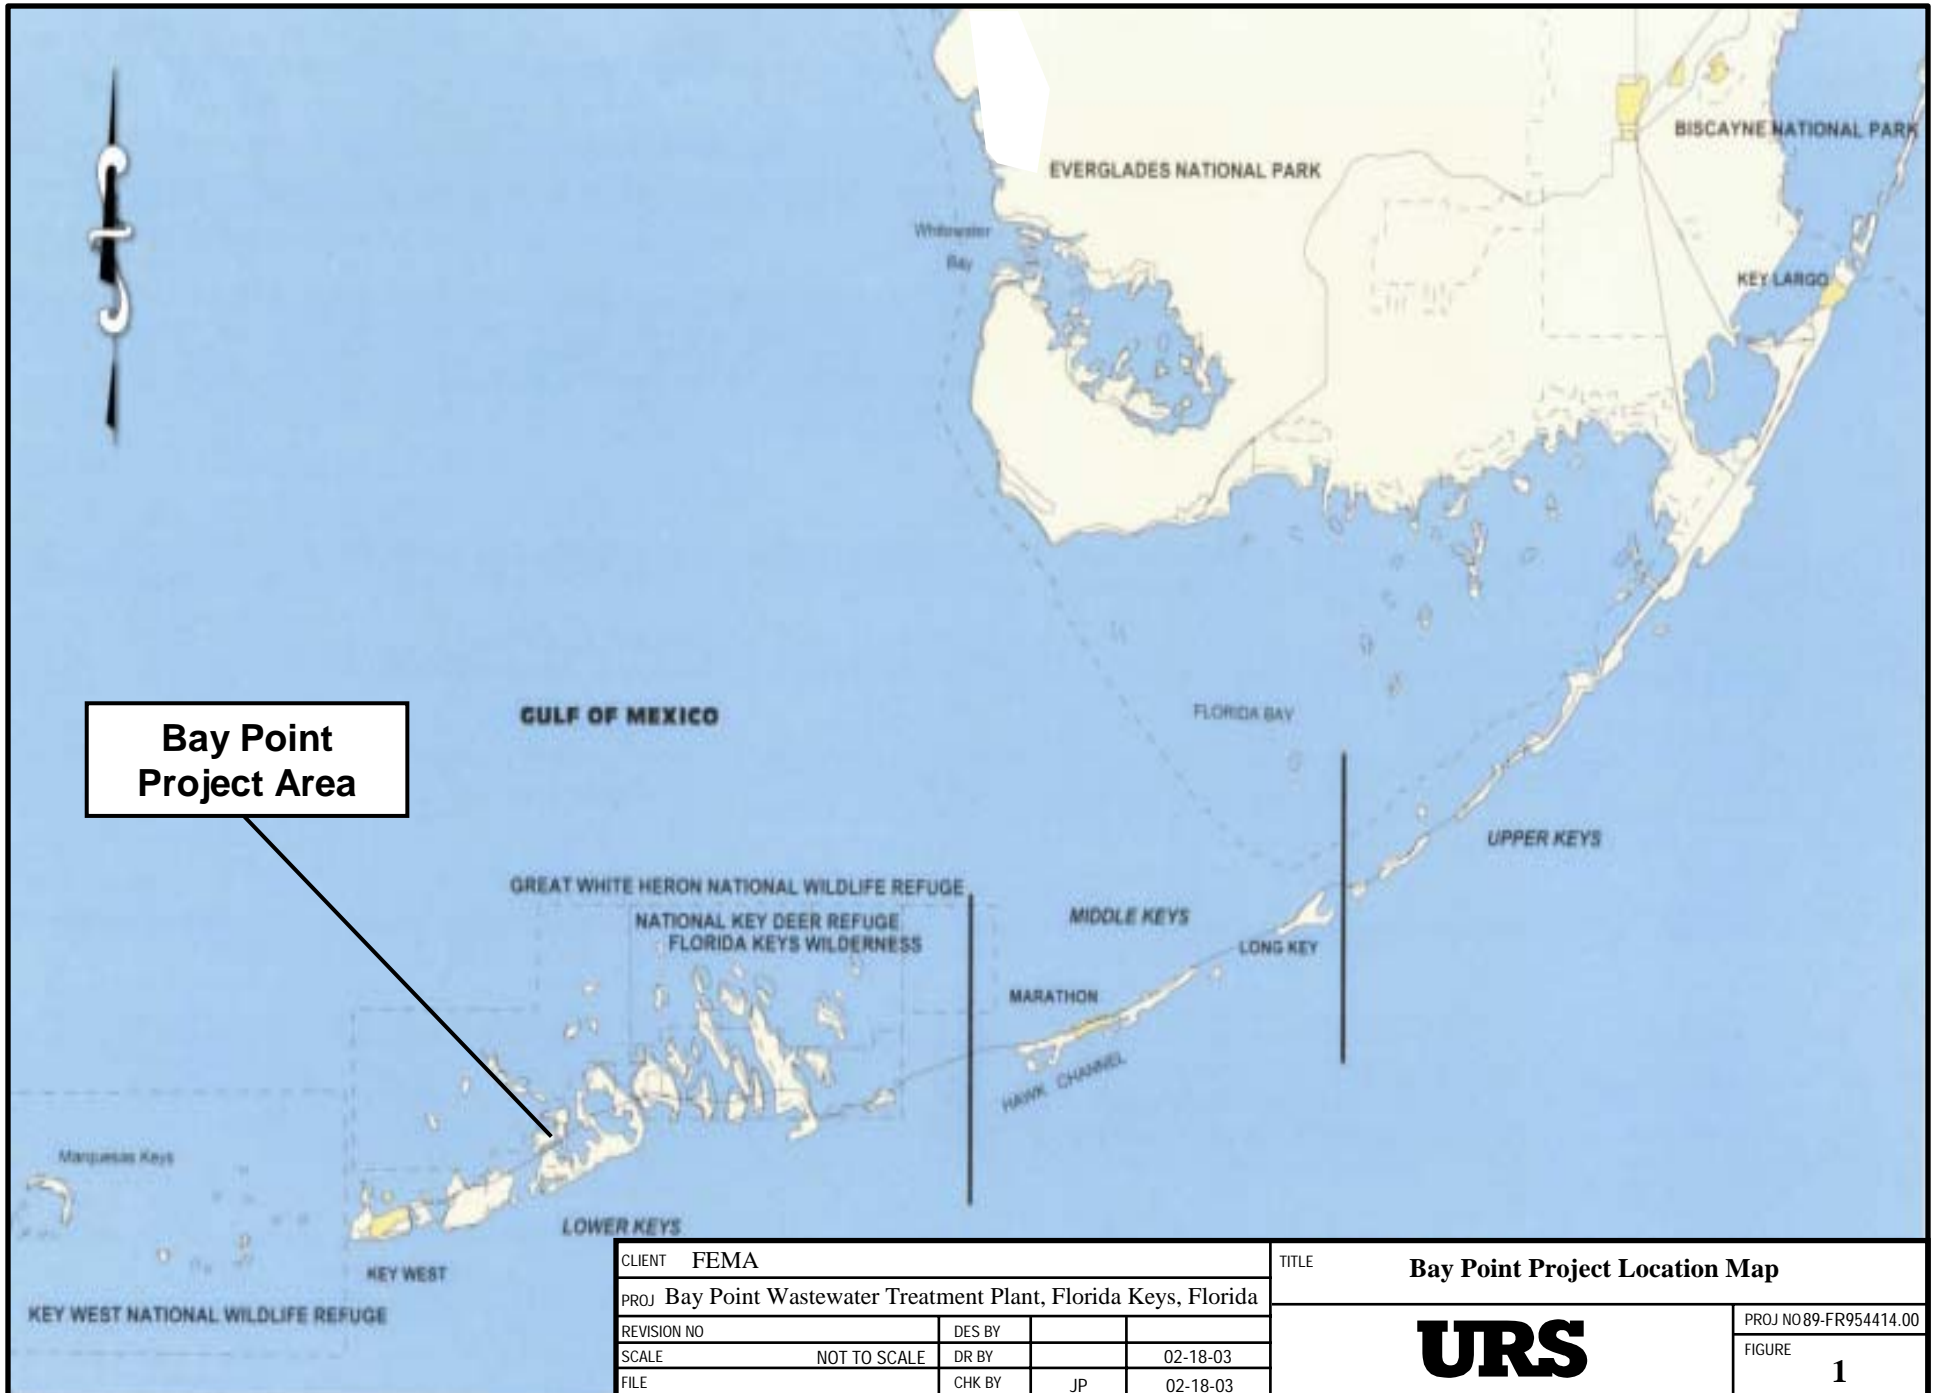 BISCAYNE NATIONAL PARK
EVERGLADES NATIONAL PARK
Whitewater
Bay
KEY LARGO
GULF OF MEXICO
FLORIDA BAY
Bay Point
Project Area
UPPER KEYS
GREAT WHITE HERON NATIONAL WILDLIFE REFUGE
NATIONAL KEY DEER REFUGE
FLORIDA KEYS WILDERNESS
MIDDLE KEYS
LONG KEY
MARATHON
HAWK CHANNEL
Marquesas Keys
LOWER KEYS
KEY WEST
KEY WEST NATIONAL WILDLIFE REFUGE
CLIENT FEMA
PROJ Bay Point Wastewater Treatment Plant, Florida Keys, Florida
REVISION NO DES BY
SCALE NOT TO SCALE DR BY 02-18-03
FILE CHK BY JP 02-18-03
TITLE Bay Point Project Location Map
URS
PROJ NO 89-FR954414.00
FIGURE
1